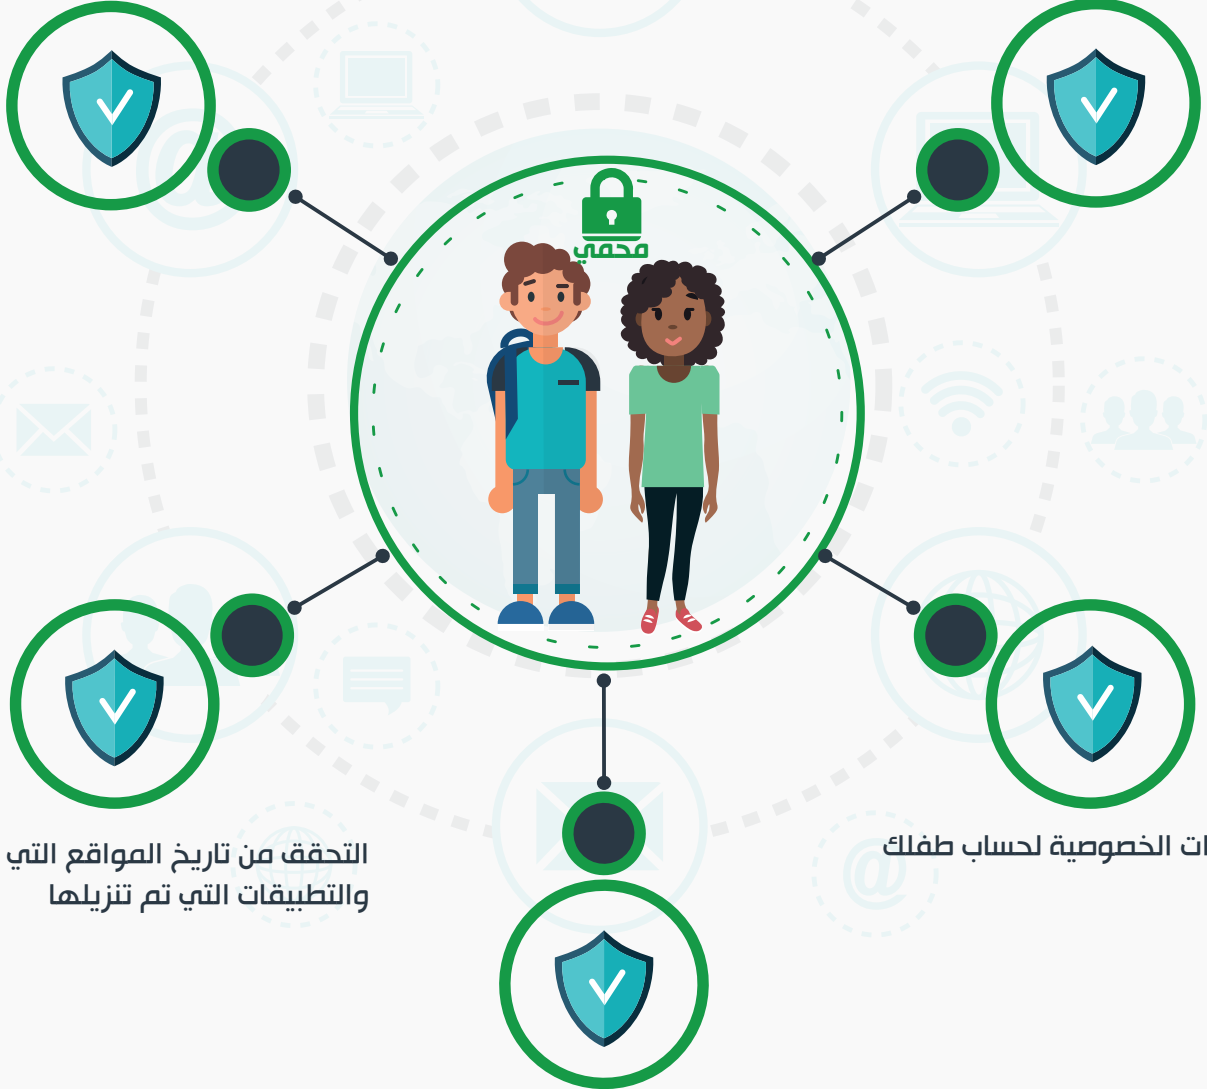 محمي
ات الخصوصية لحساب طفلك
التحقق من تاريخ المواقع التي
والتطبيقات التي تم تنزيلها